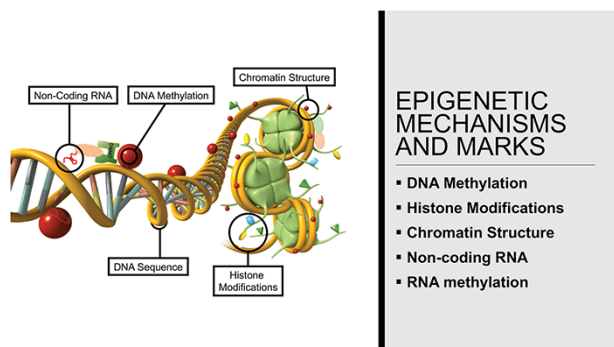 Chromatin Structure
Non-Coding RNA
DNA Methylation
DNA Sequence
Histone
Modifications
EPIGENETIC
MECHANISMS
AND MARKS
▪ DNA Methylation
▪ Histone Modifications
▪ Chromatin Structure
▪ Non-coding RNA
▪ RNA methylation